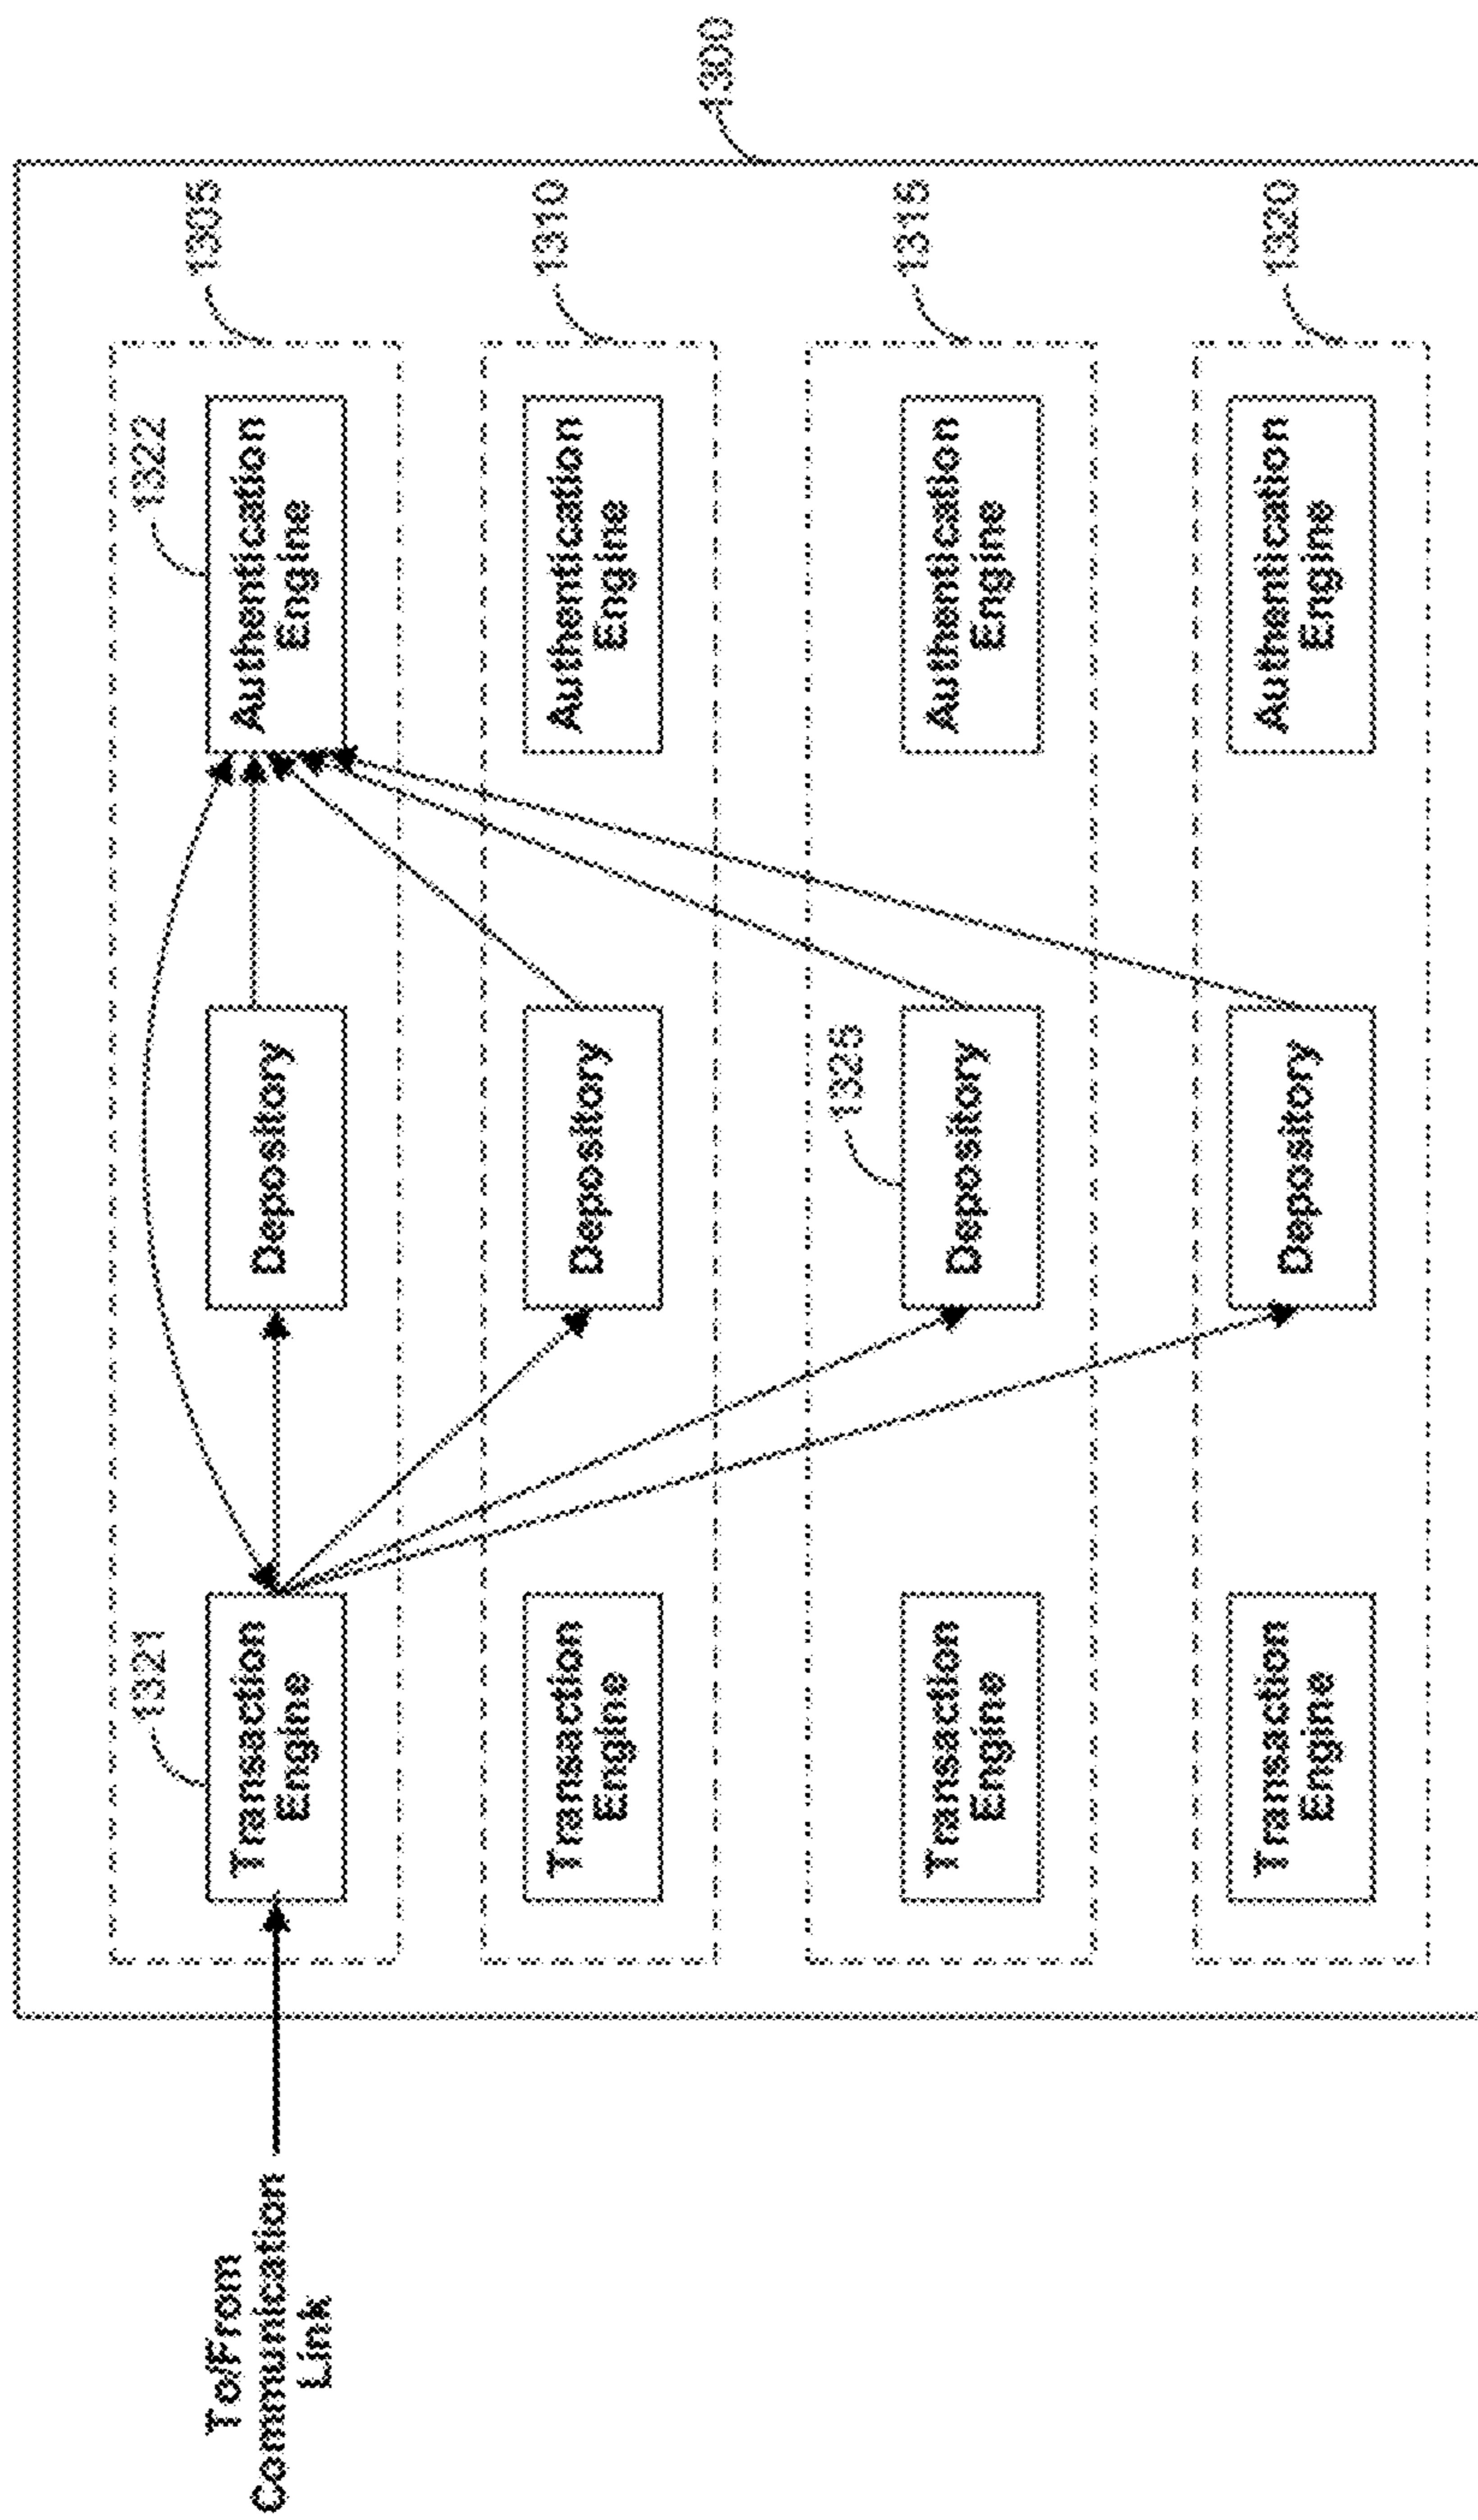 1300
1305
1322
Authentication
Engine
Depository
1321
Transaction
Engine
To/From
Communication
Link
1310
Authentication
Engine
Depository
Transaction
Engine
1315
Authentication
Engine
1325
Depository
Transaction
Engine
1320
Authentication
Engine
Depository
Transaction
Engine